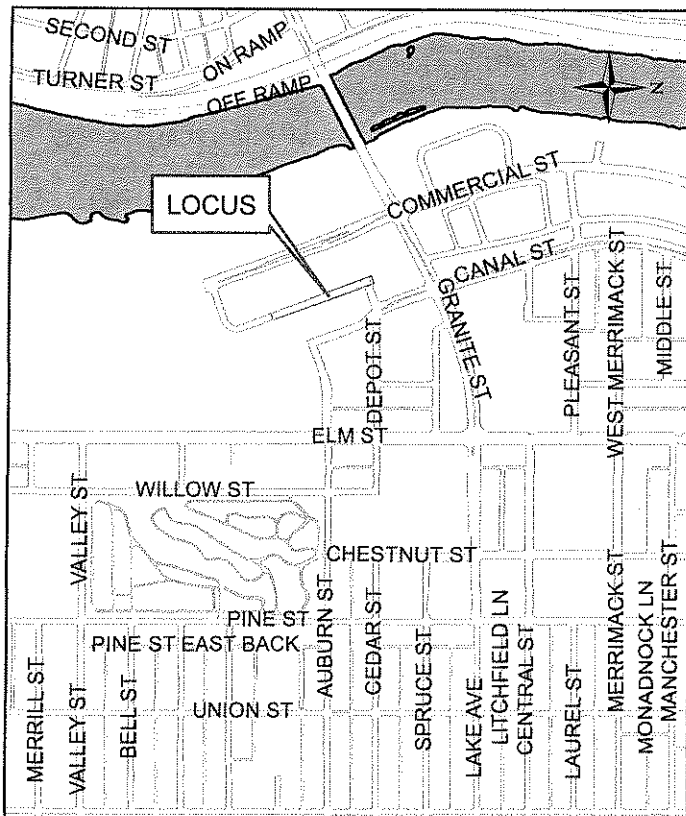 SECOND ST
ON RAMP
TURNER ST
OFF RAMP
N
LOCUS
COMMERCIAL ST
CANAL ST
GRANITE ST
DEPOT ST
PLEASANT ST
WEST MERRIMACK ST
MIDDLE ST
ELM ST
WILLOW ST
VALLEY ST
CHESTNUT ST
AUBURN ST
PINE ST
PINE ST EAST BACK
CEDAR ST
SPRUCE ST
LAKE AVE
LITCHFIELD LN
CENTRAL ST
LAUREL ST
MERRIMACK ST
MONADNOCK LN
MANCHESTER ST
UNION ST
MERRILL ST
VALLEY ST
BELL ST